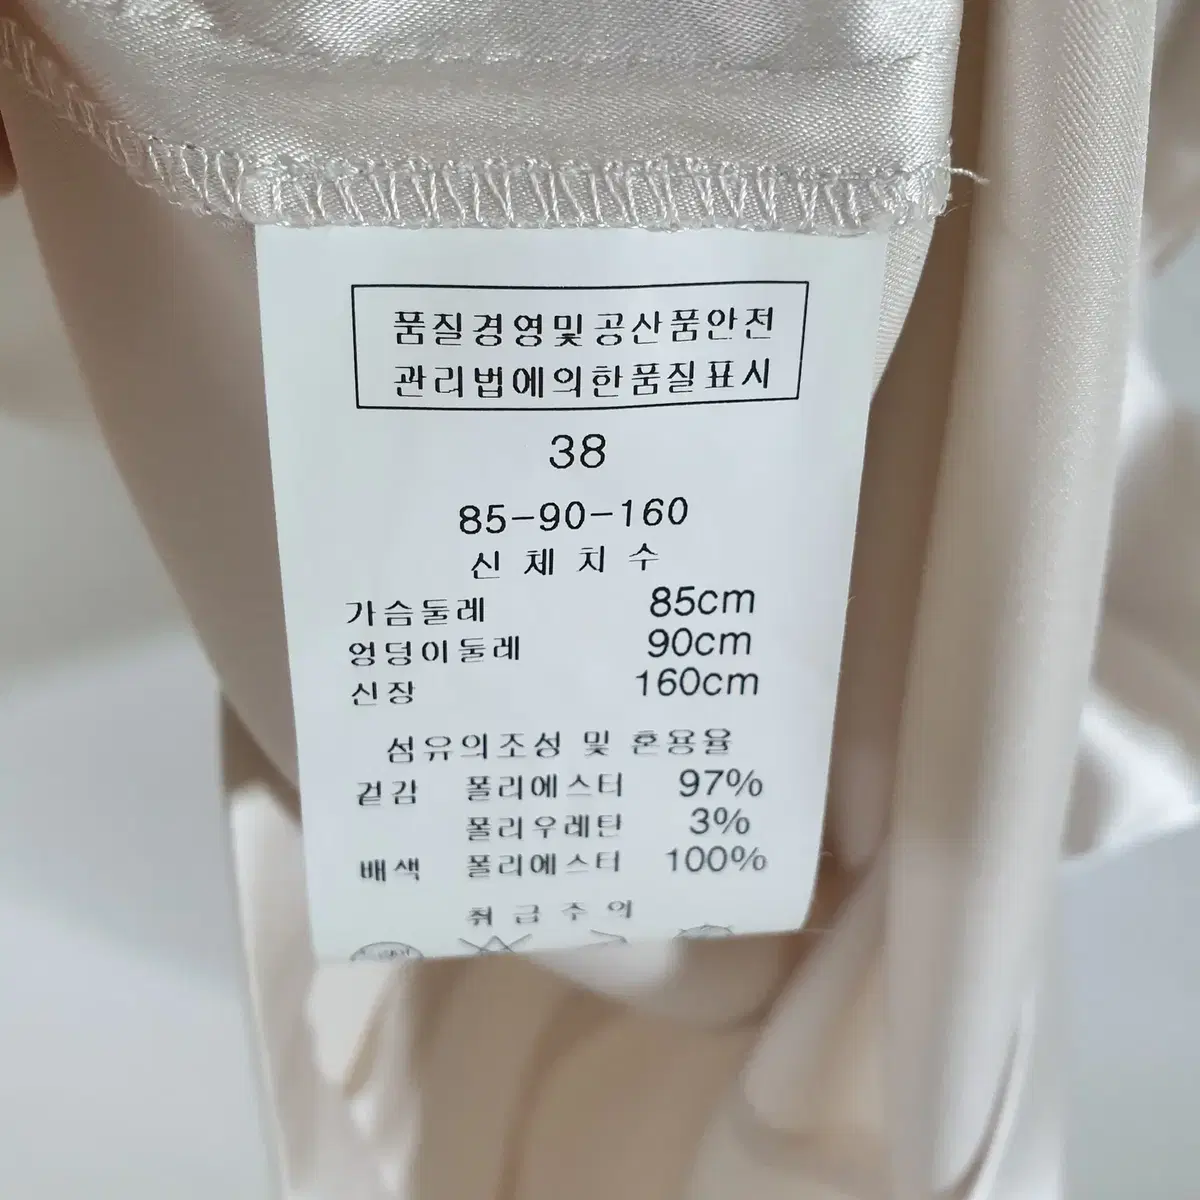 품질경영및공산품안전
관리법에의한품질표시
38
85-90-160
신체치수
가슴둘레 85cm
엉덩이둘레 90cm
신장 160cm
섬유의조성 및 혼용율
겉감 폴리에스터 97%
폴리우레탄 3%
배색 폴리에스터 100%
취급주의